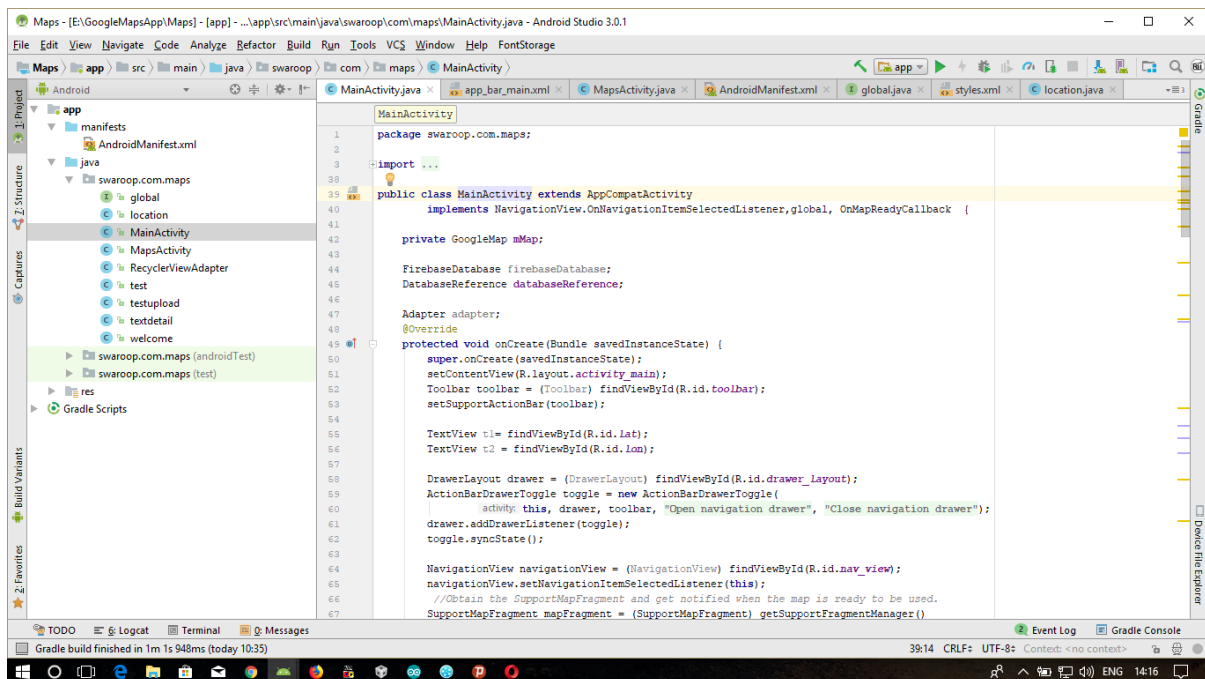 Maps - [E:\GoogleMapsApp\Maps] - [app] - ...\app\src\main\java\swaroop\com\maps\MainActivity.java - Android Studio 3.0.1
File Edit View Navigate Code Analyze Refactor Build Run Tools VCS Window Help FontStorage
Maps app src main java swaroop com maps MainActivity app
Android MainActivity.java app_bar_main.xml MapsActivity.java AndroidManifest.xml global.java styles.xml location.java
1: Project
7: Structure
Captures
Build Variants
2: Favorites
app
manifests
AndroidManifest.xml
java
swaroop.com.maps
global
location
MainActivity
MapsActivity
RecyclerViewAdapter
test
testupload
textdetail
welcome
swaroop.com.maps (androidTest)
swaroop.com.maps (test)
res
Gradle Scripts
MainActivity
1 package swaroop.com.maps;
2
3 import ...
38
39 public class MainActivity extends AppCompatActivity
40 implements NavigationView.OnNavigationItemSelectedListener,global, OnMapReadyCallback {
41
42 private GoogleMap mMap;
43
44 FirebaseDatabase firebaseDatabase;
45 DatabaseReference databaseReference;
46
47 Adapter adapter;
48 @Override
49 protected void onCreate(Bundle savedInstanceState) {
50 super.onCreate(savedInstanceState);
51 setContentView(R.layout.activity_main);
52 Toolbar toolbar = (Toolbar) findViewById(R.id.toolbar);
53 setSupportActionBar(toolbar);
54
55 TextView t1= findViewById(R.id.lat);
56 TextView t2 = findViewById(R.id.lon);
57
58 DrawerLayout drawer = (DrawerLayout) findViewById(R.id.drawer_layout);
59 ActionBarDrawerToggle toggle = new ActionBarDrawerToggle(
60 activity: this, drawer, toolbar, "Open navigation drawer", "Close navigation drawer");
61 drawer.addDrawerListener(toggle);
62 toggle.syncState();
63
64 NavigationView navigationView = (NavigationView) findViewById(R.id.nav_view);
65 navigationView.setNavigationItemSelectedListener(this);
66 //Obtain the SupportMapFragment and get notified when the map is ready to be used.
67 SupportMapFragment mapFragment = (SupportMapFragment) getSupportFragmentManager()
Gradle
Device File Explorer
TODO 6: Logcat Terminal 0: Messages 2 Event Log Gradle Console
Gradle build finished in 1m 1s 948ms (today 10:35) 39:14 CRLF UTF-8 Context: <no context>
ENG 14:16